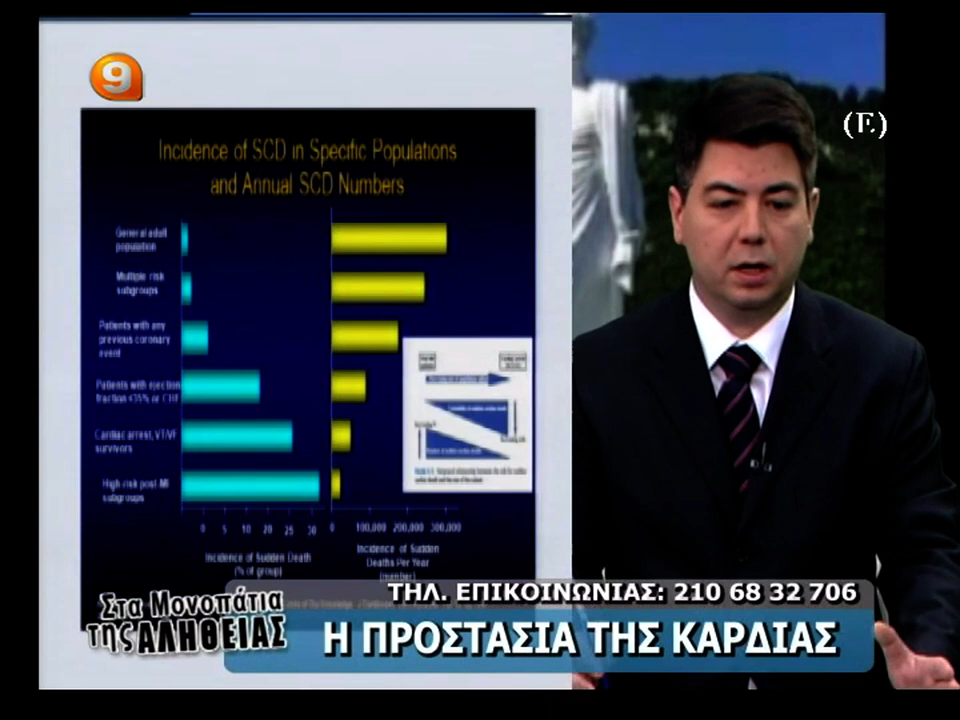 9
(E)
Incidence of SCD in Specific Populations
and Annual SCD Numbers
General adult
population
Multiple risk
subgroups
Patients with any
previous coronary
event
Patients with ejection
fraction <35% or CHF
Cardiac arrest, VT/VF
survivors
High-risk post-MI
subgroups
0 5 10 20 25 30 0 100,000 200,000 300,000
Incidence of Sudden Death
(% of group)
Incidence of Sudden
Deaths Per Year
(number)
ΤΗΛ. ΕΠΙΚΟΙΝΩΝΙΑΣ: 210 68 32 706
Στα Μονοπάτια
της ΑΛΗΘΕΙΑΣ
Η ΠΡΟΣΤΑΣΙΑ ΤΗΣ ΚΑΡΔΙΑΣ